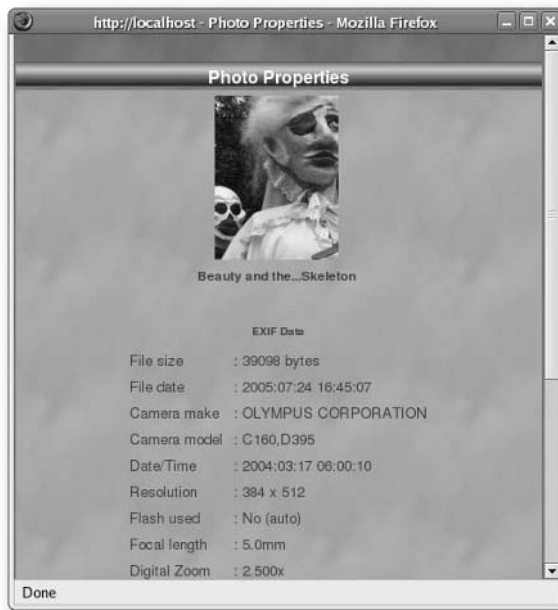 http://localhost - Photo Properties - Mozilla Firefox
Photo Properties
Beauty and the...Skeleton
EXIF Data
File size : 39098 bytes
File date : 2005:07:24 16:45:07
Camera make : OLYMPUS CORPORATION
Camera model : C160,D395
Date/Time : 2004:03:17 06:00:10
Resolution : 384 x 512
Flash used : No (auto)
Focal length : 5.0mm
Digital Zoom : 2.500x
Done